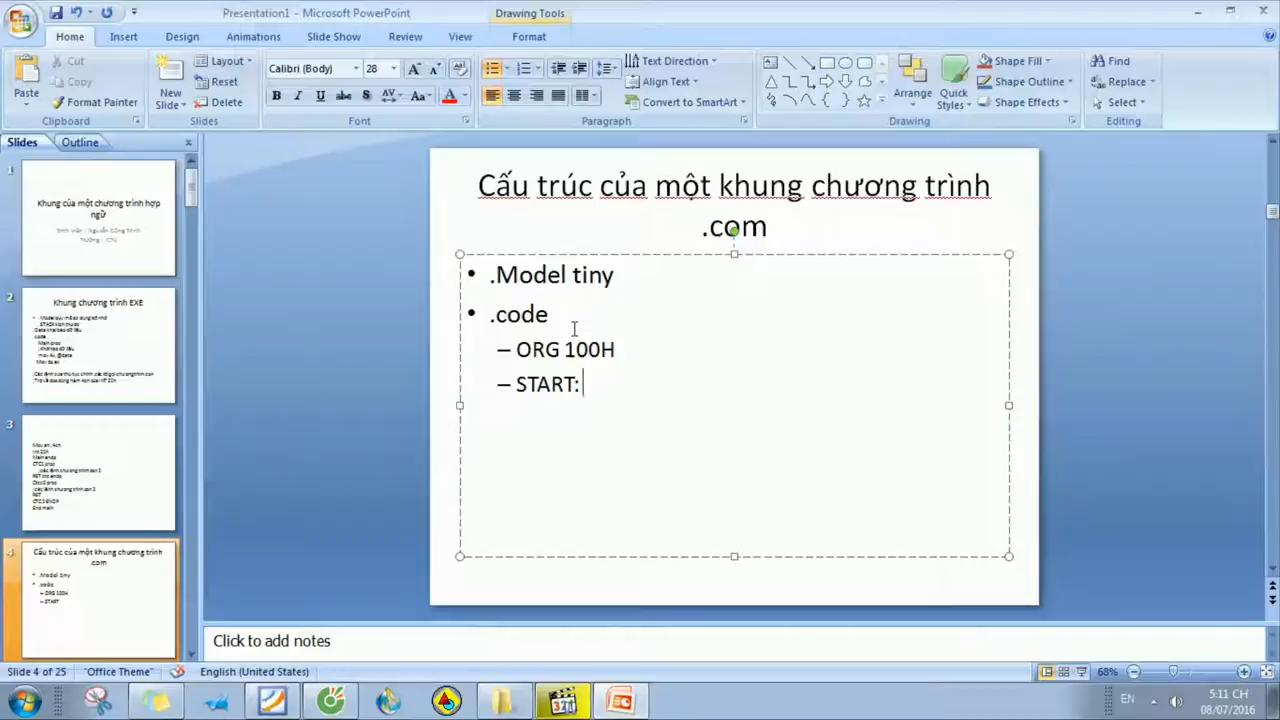 Presentation1 - Microsoft PowerPoint
Drawing Tools
Home
Insert
Design
Animations
Slide Show
Review
View
Format
Paste
Cut
Copy
Format Painter
Clipboard
New
Slide
Layout
Reset
Delete
Slides
Calibri (Body)
28
Font
Text Direction
Align Text
Convert to SmartArt
Paragraph
Arrange
Quick
Styles
Shape Fill
Shape Outline
Shape Effects
Drawing
Find
Replace
Select
Editing
Slides
Outline
1
Khung của một chương trình hợp
ngữ
2
Khung chương trình EXE
3
4
Cấu trúc của một khung chương trình
.com
.Model tiny
.code
– ORG 100H
– START
Cấu trúc của một khung chương trình
.com
• .Model tiny
• .code
– ORG 100H
– START:
Click to add notes
Slide 4 of 25
"Office Theme"
English (United States)
68%
EN
5:11 CH
08/07/2016